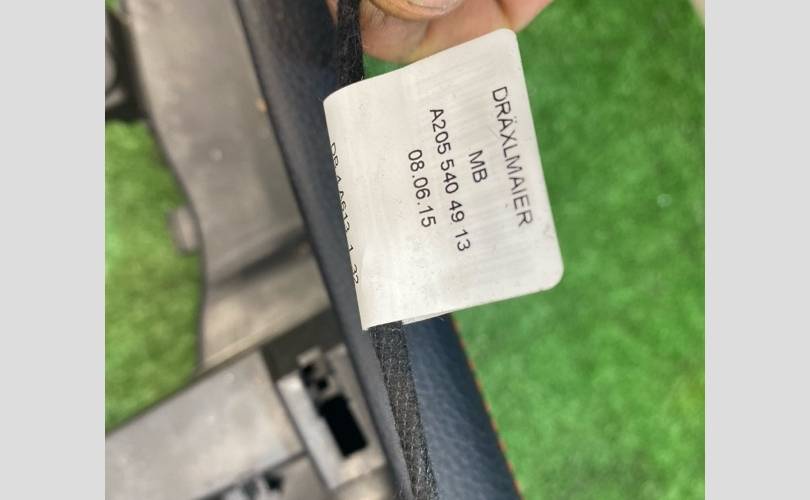 DRÄXLMAIER
MB
A205 540 49 13
08.06.15